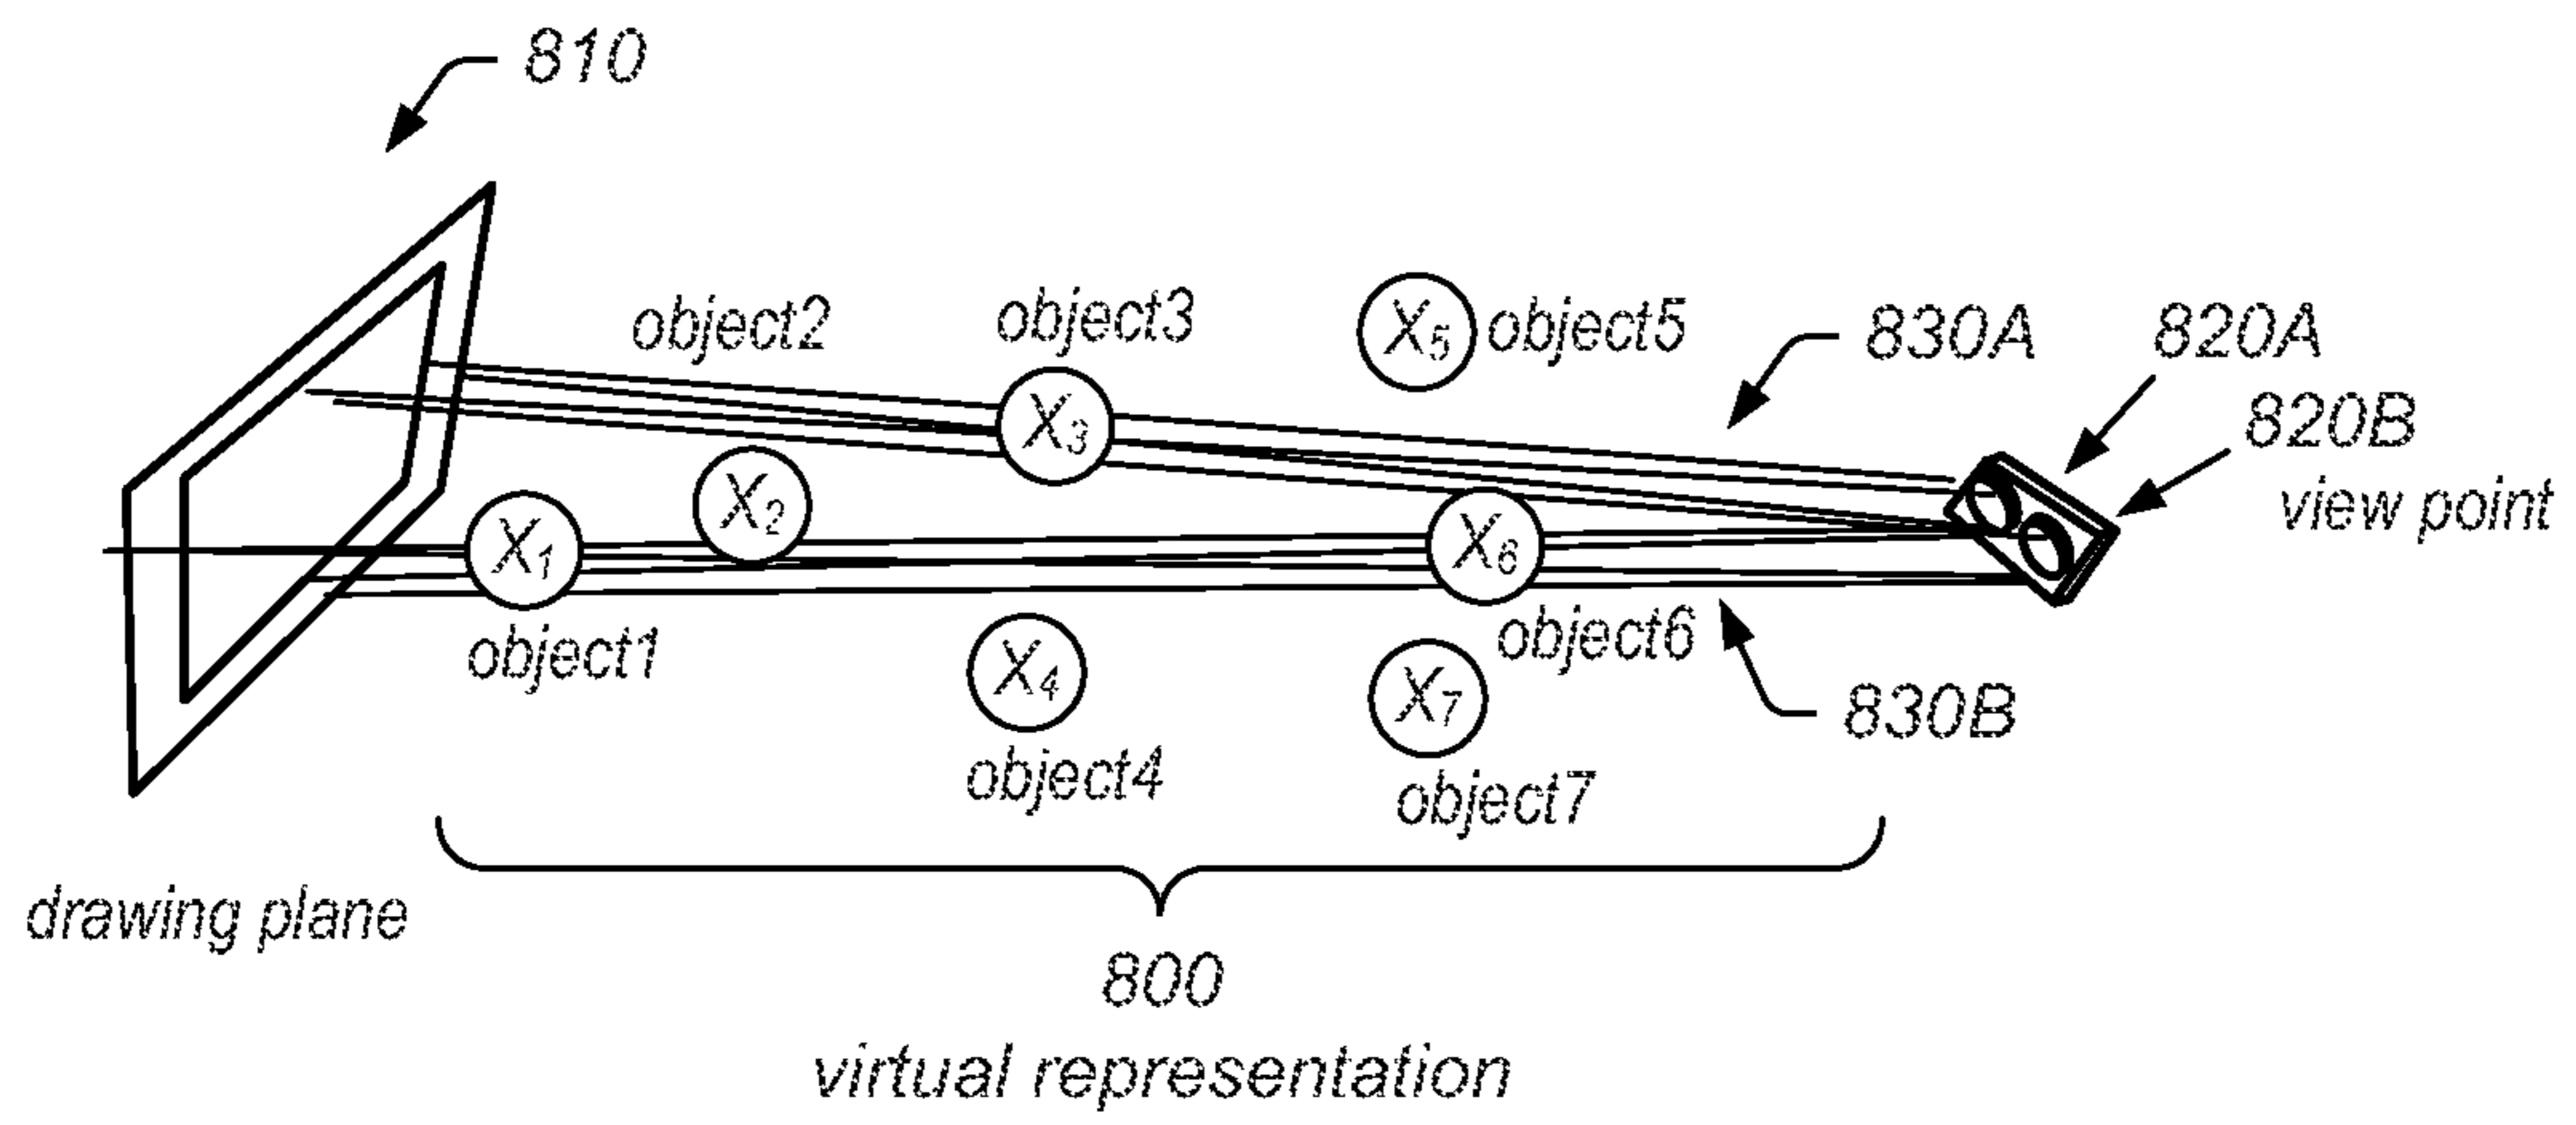 810
object2
object3
X5 object5
830A
820A
820B
view point
X3
X2
X1
X6
object1
object6
X4
X7
830B
object4
object7
drawing plane
800
virtual representation